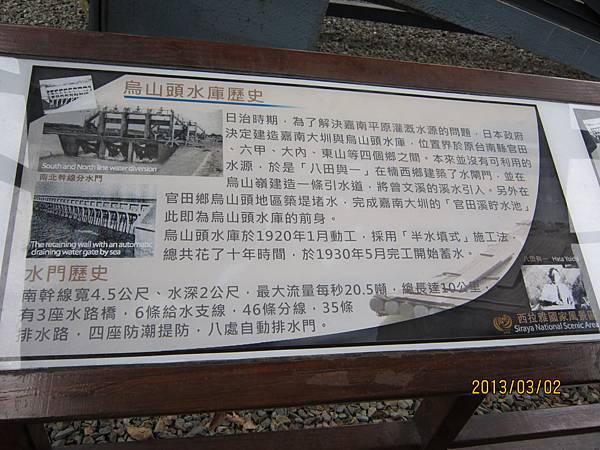 烏山頭水庫歷史
日治時期，為了解決嘉南平原灌溉水源的問題，日本政府
決定建造嘉南大圳與烏山頭水庫，位置界於原台南縣官田
、六甲、大內、東山等四個鄉之間。本來並沒有可利用的
水源，於是「八田與一」在楠西鄉建築了水閘門，並在
烏山嶺建造一條引水道，將曾文溪的溪水引人。另外在
官田鄉烏山頭地區築堤堵水，完成嘉南大圳的「官田溪貯水池」
此即為烏山頭水庫的前身。
烏山頭水庫於1920年1月動工，採用「半水填式」施工法，
總共花了十年時間，於1930年5月完工開始蓄水。
South and North line water diversion
南北幹線分水門
The retaining wall with an automatic
draining water gate by sea
水門歷史
南幹線寬4.5公尺、水深2公尺，最大流量每秒20.5噸，總長達10公里，
有3座水路橋，6條給水支線，46條分線，35條
排水路，四座防潮提防，八處自動排水門。
八田與一 Hata Yoichi
西拉雅國家風景區
Siraya National Scenic Area
2013/03/02